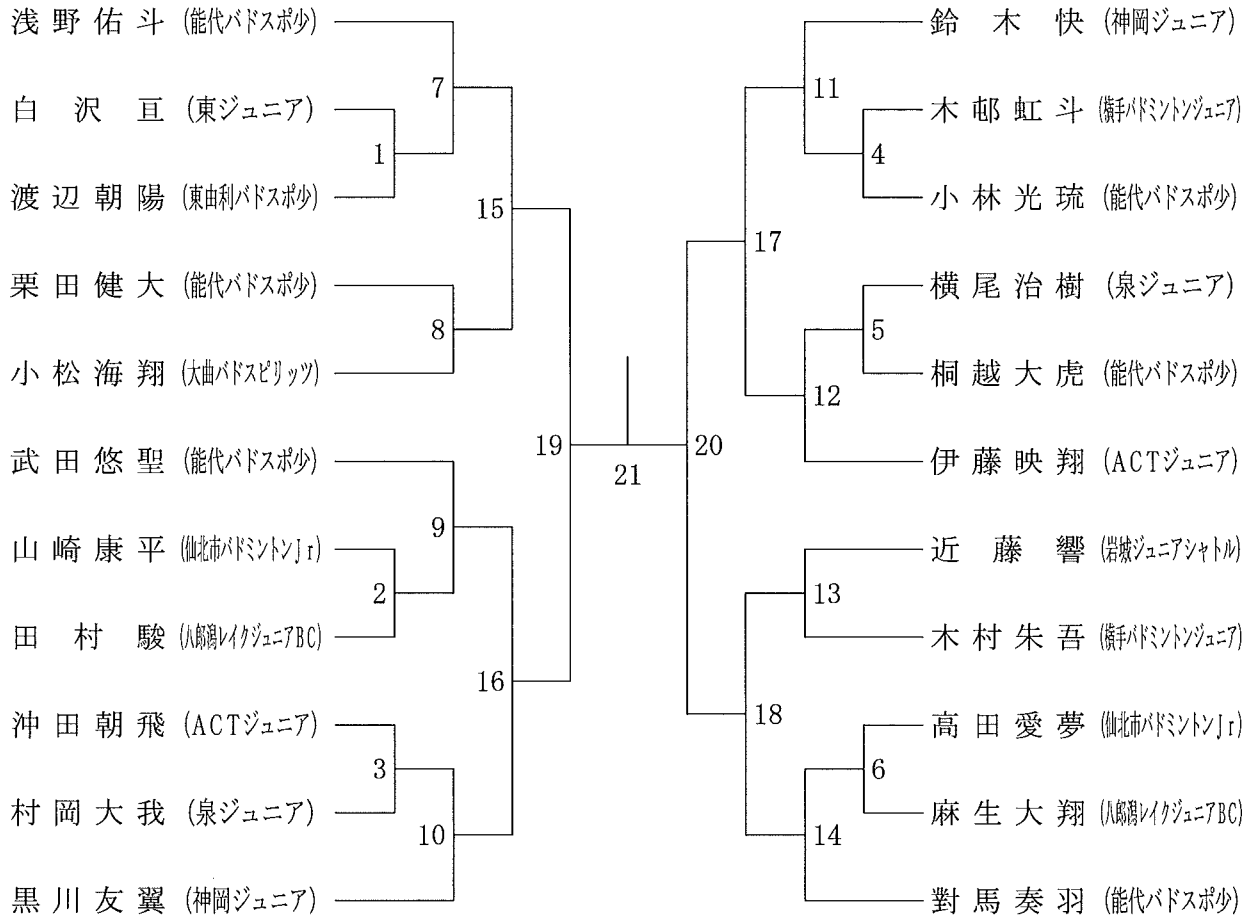 浅野佑斗 (能代バドスポ少)
白沢亘 (東ジュニア)
渡辺朝陽 (東由利バドスポ少)
栗田健大 (能代バドスポ少)
小松海翔 (大曲バドスピリッツ)
武田悠聖 (能代バドスポ少)
山崎康平 (仙北市バドミントンJr)
田村駿 (八郎潟レイクジュニアBC)
沖田朝飛 (ACTジュニア)
村岡大我 (泉ジュニア)
黒川友翼 (神岡ジュニア)
1
2
3
7
8
9
10
15
16
19
21
20
17
18
11
12
13
14
4
5
6
鈴木快 (神岡ジュニア)
木邨虹斗 (旗手バドミントンジュニア)
小林光琉 (能代バドスポ少)
横尾治樹 (泉ジュニア)
桐越大虎 (能代バドスポ少)
伊藤映翔 (ACTジュニア)
近藤響 (岩城ジュニアシャトル)
木村朱吾 (旗手バドミントンジュニア)
高田愛夢 (仙北市バドミントンJr)
麻生大翔 (八郎潟レイクジュニアBC)
對馬奏羽 (能代バドスポ少)